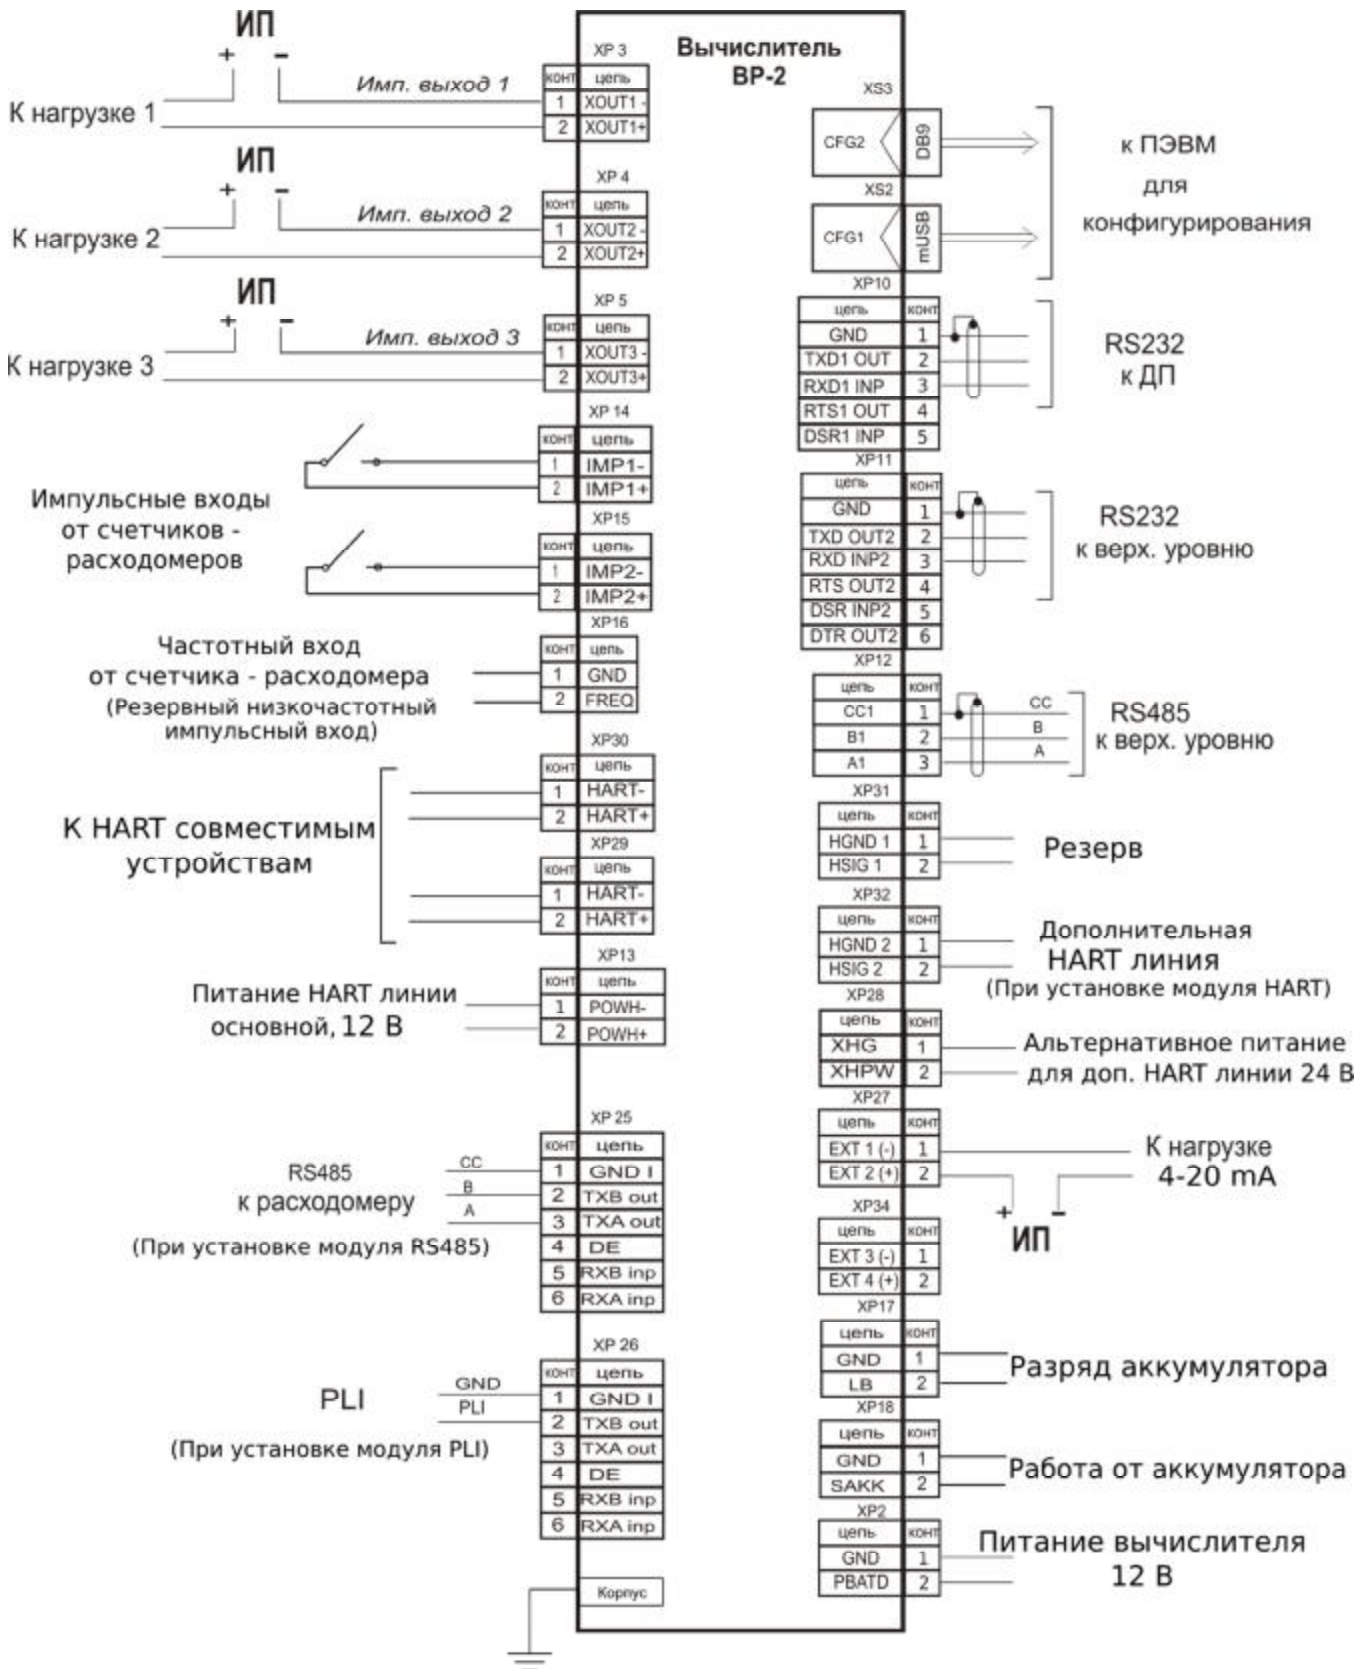 Вычислитель
ВР-2
ИП
+ -
К нагрузке 1
Имп. выход 1
XP 3
конт цепь
1 XOUT1 -
2 XOUT1+
ИП
+ -
К нагрузке 2
Имп. выход 2
XP 4
конт цепь
1 XOUT2 -
2 XOUT2+
ИП
+ -
К нагрузке 3
Имп. выход 3
XP 5
конт цепь
1 XOUT3 -
2 XOUT3+
Импульсные входы
от счетчиков -
расходомеров
XP 14
конт цепь
1 IMP1-
2 IMP1+
XP15
конт цепь
1 IMP2-
2 IMP2+
Частотный вход
от счетчика - расходомера
(Резервный низкочастотный
импульсный вход)
XP16
конт цепь
1 GND
2 FREQ
К HART совместимым
устройствам
XP30
конт цепь
1 HART-
2 HART+
XP29
конт цепь
1 HART-
2 HART+
Питание HART линии
основной, 12 В
XP13
конт цепь
1 POWH-
2 POWH+
RS485
к расходомеру
(При установке модуля RS485)
CC
B
A
XP 25
конт цепь
1 GND I
2 TXB out
3 TXA out
4 DE
5 RXB inp
6 RXA inp
PLI
(При установке модуля PLI)
GND
PLI
XP 26
конт цепь
1 GND I
2 TXB out
3 TXA out
4 DE
5 RXB inp
6 RXA inp
Корпус
XS3
CFG2 DB9
XS2
CFG1 mUSB
к ПЭВМ
для
конфигурирования
XP10
цепь конт
GND 1
TXD1 OUT 2
RXD1 INP 3
RTS1 OUT 4
DSR1 INP 5
RS232
к ДП
XP11
цепь конт
GND 1
TXD OUT2 2
RXD INP2 3
RTS OUT2 4
DSR INP2 5
DTR OUT2 6
RS232
к верх. уровню
XP12
цепь конт
CC1 1
B1 2
A1 3
CC
B
A
RS485
к верх. уровню
XP31
цепь конт
HGND 1 1
HSIG 1 2
Резерв
XP32
цепь конт
HGND 2 1
HSIG 2 2
Дополнительная
HART линия
(При установке модуля HART)
XP28
цепь конт
XHG 1
XHPW 2
Альтернативное питание
для доп. HART линии 24 В
XP27
цепь конт
EXT 1 (-) 1
EXT 2 (+) 2
К нагрузке
4-20 mA
+ -
ИП
XP34
цепь конт
EXT 3 (-) 1
EXT 4 (+) 2
XP17
цепь конт
GND 1
LB 2
Разряд аккумулятора
XP18
цепь конт
GND 1
SAKK 2
Работа от аккумулятора
XP2
цепь конт
GND 1
PBATD 2
Питание вычислителя
12 В